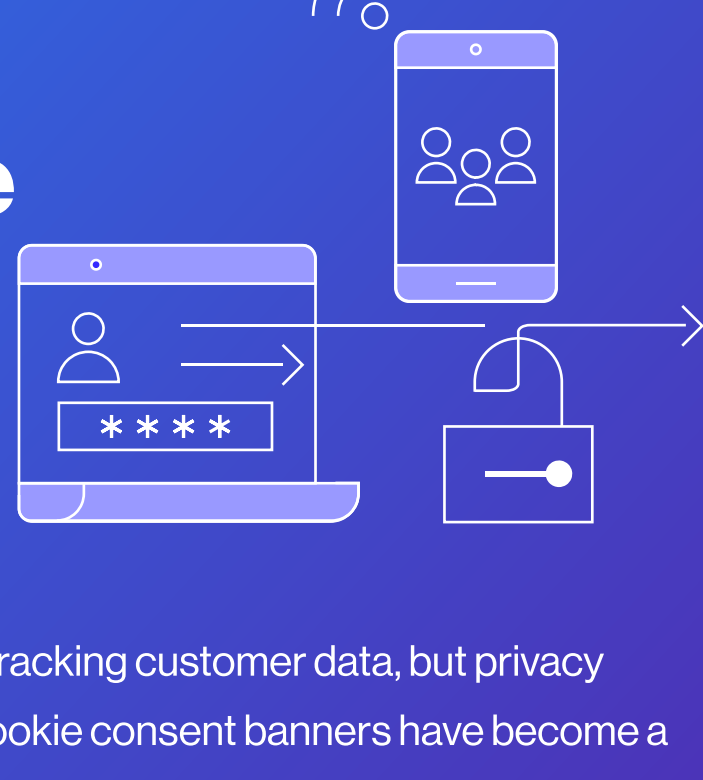 e
****
racking customer data, but privacy
ookie consent banners have become a